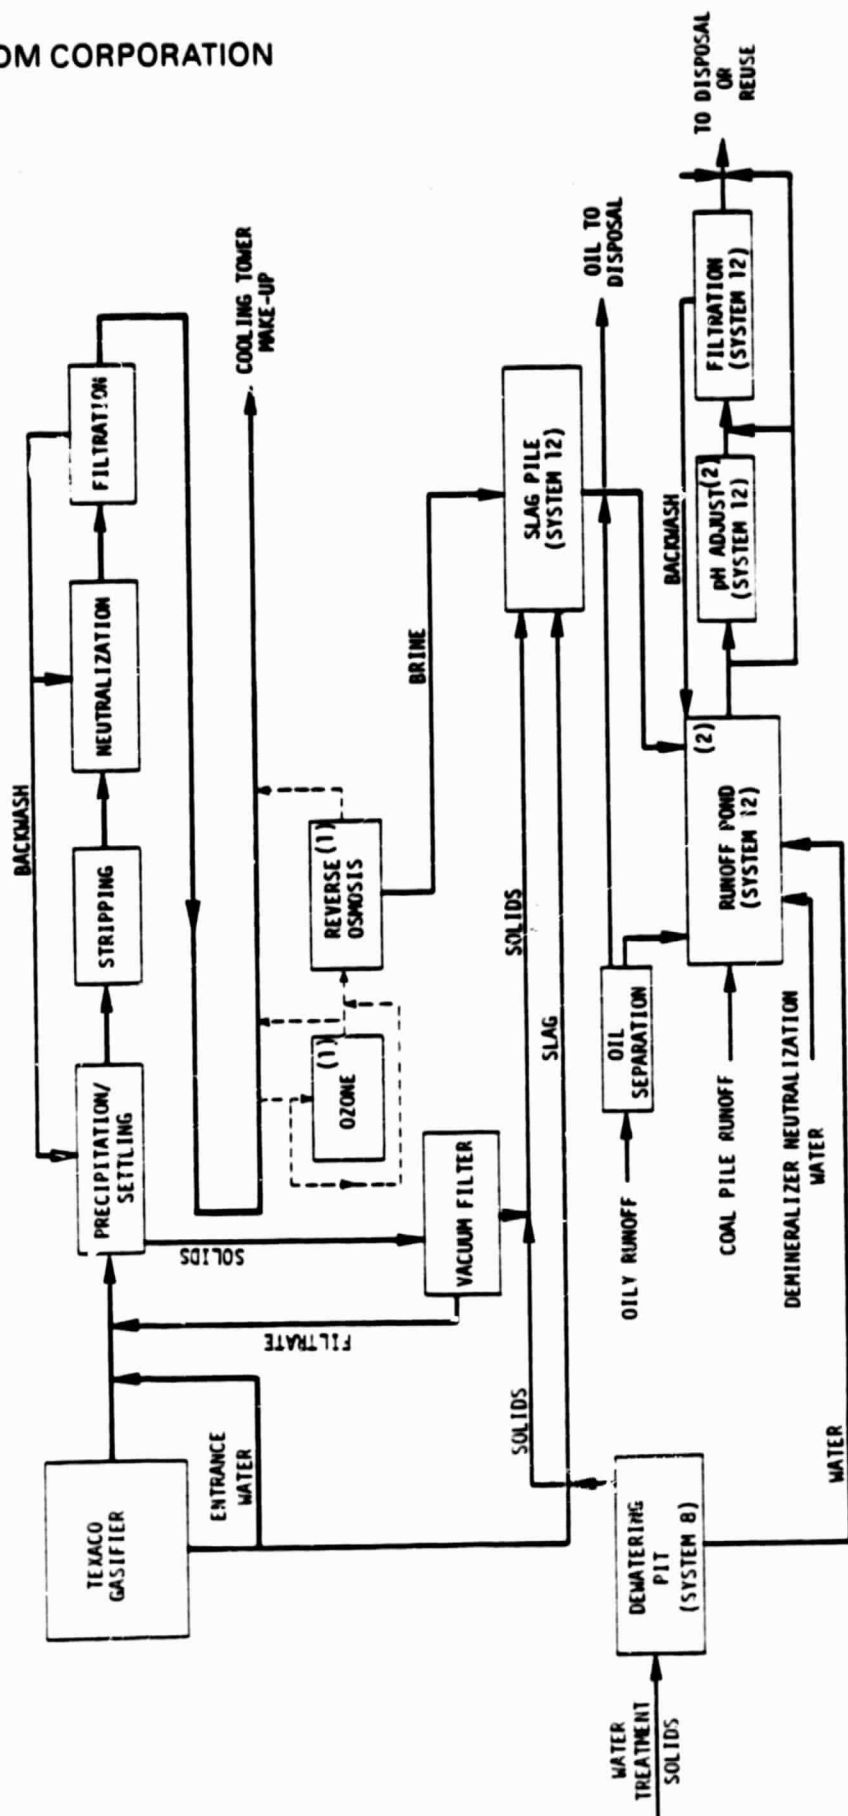 OM CORPORATION
TEXACO
GASIFIER
ENTRANCE
WATER
FILTRATE
SOLIDS
PRECIPITATION/
SETTLING
STRIPPING
NEUTRALIZATION
FILTRATION
BACKWASH
COOLING TOWER
MAKE-UP
OZONE (1)
REVERSE (1)
OSMOSIS
VACUUM FILTER
BRINE
SOLIDS
SOLIDS
SLAG
SLAG PILE
(SYSTEM 12)
OIL TO
DISPOSAL
WATER
TREATMENT
SOLIDS
DEWATERING
PIT
(SYSTEM 8)
WATER
OILY RUNOFF
OIL
SEPARATION
COAL PILE RUNOFF
DEMINERALIZER NEUTRALIZATION
WATER
RUNOFF POND
(SYSTEM 12)
(2)
BACKWASH
pH ADJUST (2)
(SYSTEM 12)
FILTRATION
(SYSTEM 12)
TO DISPOSAL
OR
REUSE